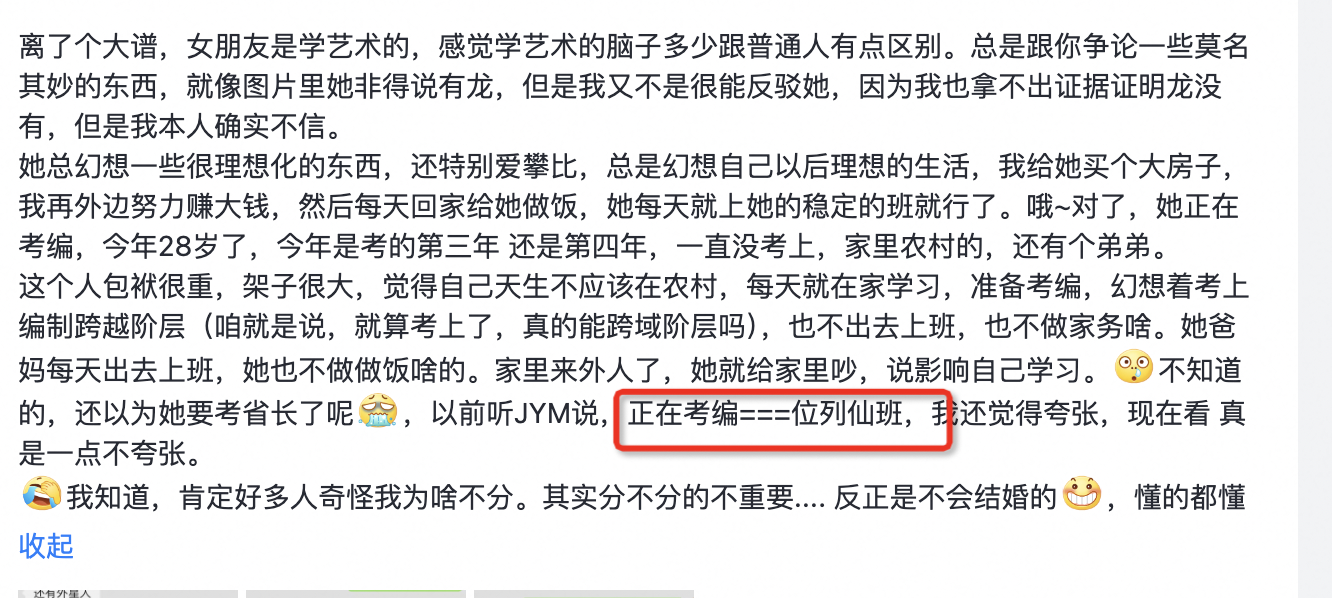 离了个大谱，女朋友是学艺术的，感觉学艺术的脑子多少跟普通人有点区别。总是跟你争论一些莫名
其妙的东西，就像图片里她非得说有龙，但是我又不是很能反驳她，因为我也拿不出证据证明龙没
有，但是我本人确实不信。
她总幻想一些很理想化的东西，还特别爱攀比，总是幻想自己以后理想的生活，我给她买个大房子，
我再外边努力赚大钱，然后每天回家给她做饭，她每天就上她的稳定的班就行了。哦~对了，她正在
考编，今年28岁了，今年是考的第三年 还是第四年，一直没考上，家里农村的，还有个弟弟。
这个人包袱很重，架子很大，觉得自己天生不应该在农村，每天就在家学习，准备考编，幻想着考上
编制跨越阶层（咱就是说，就算考上了，真的能跨域阶层吗），也不出去上班，也不做家务啥。她爸
妈每天出去上班，她也不做做饭啥的。家里来外人了，她就给家里吵，说影响自己学习。😲不知道
的，还以为她要考省长了呢😭，以前听JYM说，正在考编===位列仙班，我还觉得夸张，现在看 真
是一点不夸张。
😂我知道，肯定好多人奇怪我为啥不分。其实分不分的不重要.... 反正是不会结婚的😁，懂的都懂
收起
还有外星人